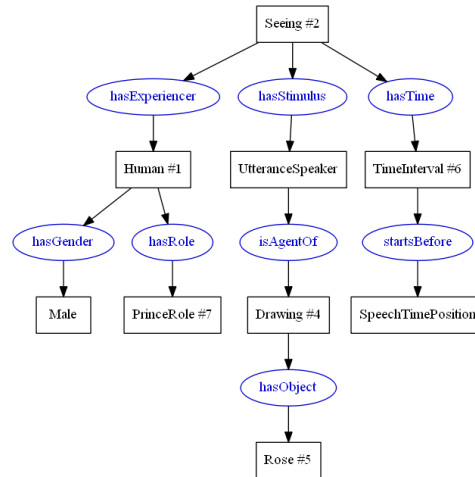 Seeing #2
hasExperiencer hasStimulus hasTime
Human #1 UtteranceSpeaker TimeInterval #6
hasGender hasRole isAgentOf startsBefore
Male PrinceRole #7 Drawing #4 SpeechTimePosition
hasObject
Rose #5